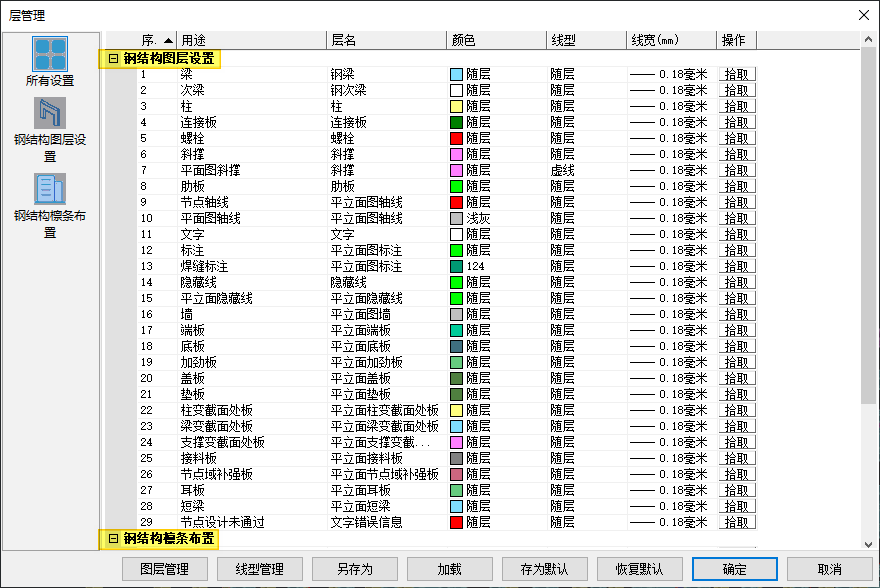 层管理
所有设置
钢结构图层设
置
钢结构檩条布
置
序. 用途 层名 颜色 线型 线宽(mm) 操作
钢结构图层设置
1 梁 钢梁 随层 随层 0.18毫米 拾取
2 次梁 钢次梁 随层 随层 0.18毫米 拾取
3 柱 柱 随层 随层 0.18毫米 拾取
4 连接板 连接板 随层 随层 0.18毫米 拾取
5 螺栓 螺栓 随层 随层 0.18毫米 拾取
6 斜撑 斜撑 随层 随层 0.18毫米 拾取
7 平面图斜撑 斜撑 随层 虚线 0.18毫米 拾取
8 肋板 肋板 随层 随层 0.18毫米 拾取
9 节点轴线 平立面图轴线 随层 随层 0.18毫米 拾取
10 平面图轴线 平立面图轴线 浅灰 随层 0.18毫米 拾取
11 文字 文字 随层 随层 0.18毫米 拾取
12 标注 平立面图标注 随层 随层 0.18毫米 拾取
13 焊缝标注 平立面图标注 124 随层 0.18毫米 拾取
14 隐藏线 隐藏线 随层 随层 0.18毫米 拾取
15 平立面隐藏线 平立面隐藏线 随层 随层 0.18毫米 拾取
16 墙 平立面图墙 随层 随层 0.18毫米 拾取
17 端板 平立面端板 随层 随层 0.18毫米 拾取
18 底板 平立面底板 随层 随层 0.18毫米 拾取
19 加劲板 平立面加劲板 随层 随层 0.18毫米 拾取
20 盖板 平立面盖板 随层 随层 0.18毫米 拾取
21 垫板 平立面垫板 随层 随层 0.18毫米 拾取
22 柱变截面处板 平立面柱变截面处板 随层 随层 0.18毫米 拾取
23 梁变截面处板 平立面梁变截面处板 随层 随层 0.18毫米 拾取
24 支撑变截面处板 平立面支撑变截... 随层 随层 0.18毫米 拾取
25 接料板 平立面接料板 随层 随层 0.18毫米 拾取
26 节点域补强板 平立面节点域补强板 随层 随层 0.18毫米 拾取
27 耳板 平立面耳板 随层 随层 0.18毫米 拾取
28 短梁 平立面短梁 随层 随层 0.18毫米 拾取
29 节点设计未通过 文字错误信息 随层 随层 0.18毫米 拾取
钢结构檩条布置
图层管理 线型管理 另存为 加载 存为默认 恢复默认 确定 取消